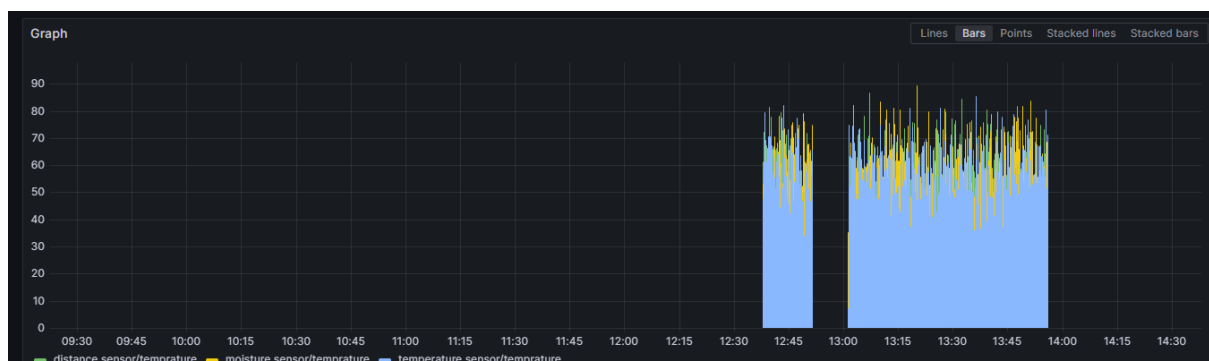 Graph
Lines Bars Points Stacked lines Stacked bars
90
80
70
60
50
40
30
20
10
0
09:30 09:45 10:00 10:15 10:30 10:45 11:00 11:15 11:30 11:45 12:00 12:15 12:30 12:45 13:00 13:15 13:30 13:45 14:00 14:15 14:30
distance sensor/temprature moisture sensor/temprature temperature sensor/temprature